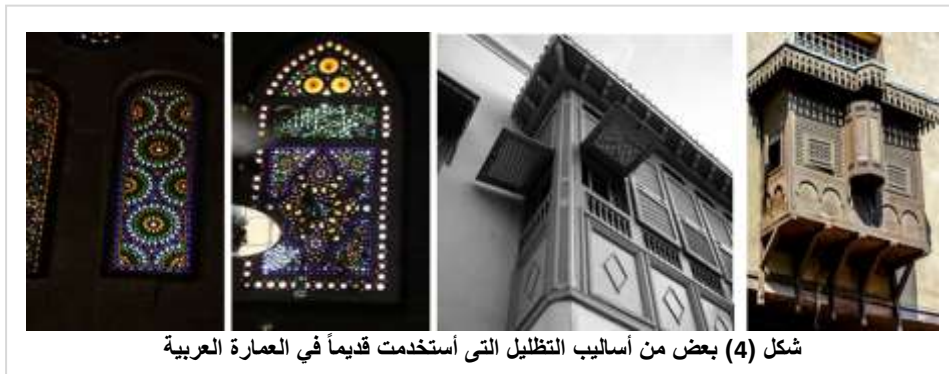 شكل (4) بعض من أساليب التظليل التى أستخدمت قديماً في العمارة العربية